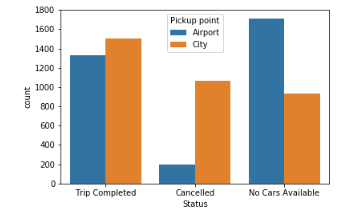 1800
1600
1400
1200
1000
800
600
400
200
0
count
Pickup point
Airport
City
Trip Completed
Cancelled
No Cars Available
Status